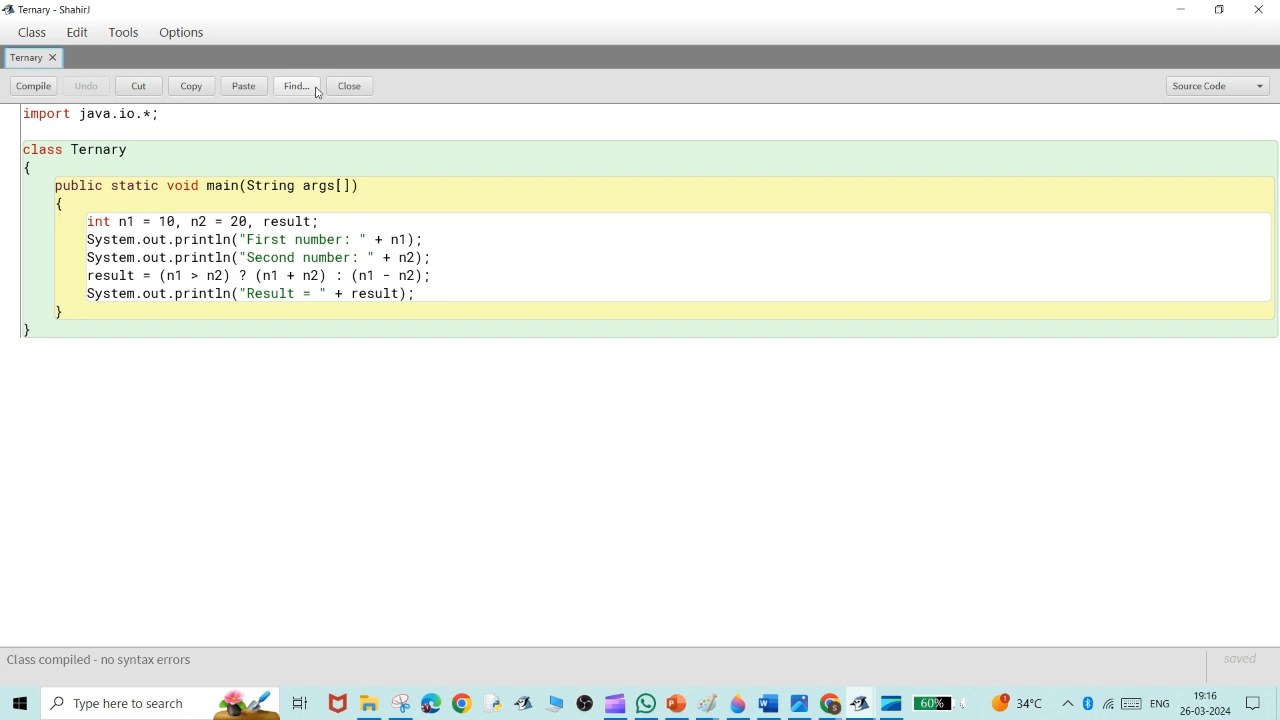 Ternary - ShahirJ
Class Edit Tools Options
Ternary
Compile Undo Cut Copy Paste Find... Close Source Code
import java.io.*;
class Ternary
{
public static void main(String args[])
{
int n1 = 10, n2 = 20, result;
System.out.println("First number: " + n1);
System.out.println("Second number: " + n2);
result = (n1 > n2) ? (n1 + n2) : (n1 - n2);
System.out.println("Result = " + result);
}
}
Class compiled - no syntax errors saved
Type here to search 60% 1 34°C ENG 19:16
26-03-2024